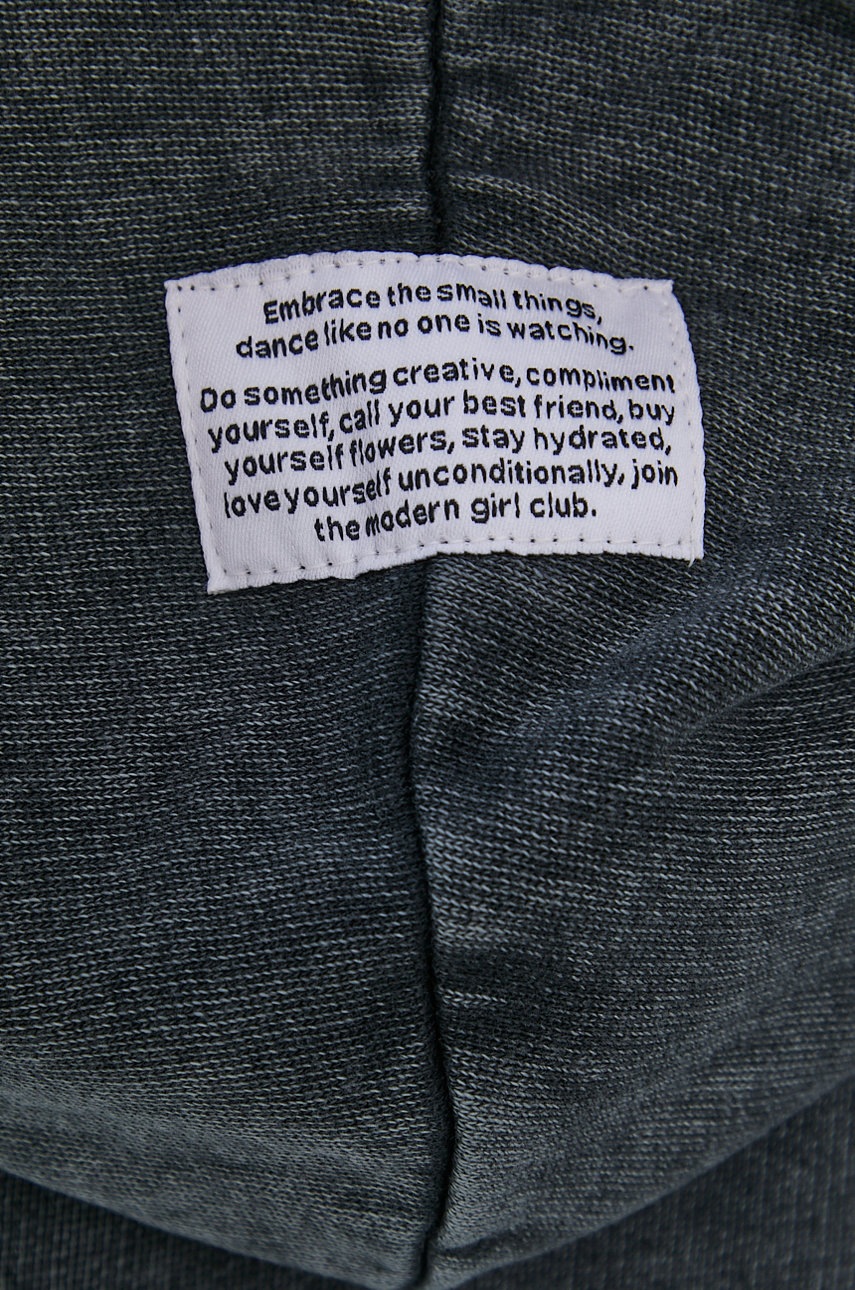 Embrace the small things,
dance like no one is watching.
Do something creative, compliment
yourself, call your best friend, buy
yourself flowers, stay hydrated,
love yourself unconditionally, join
the modern girl club.